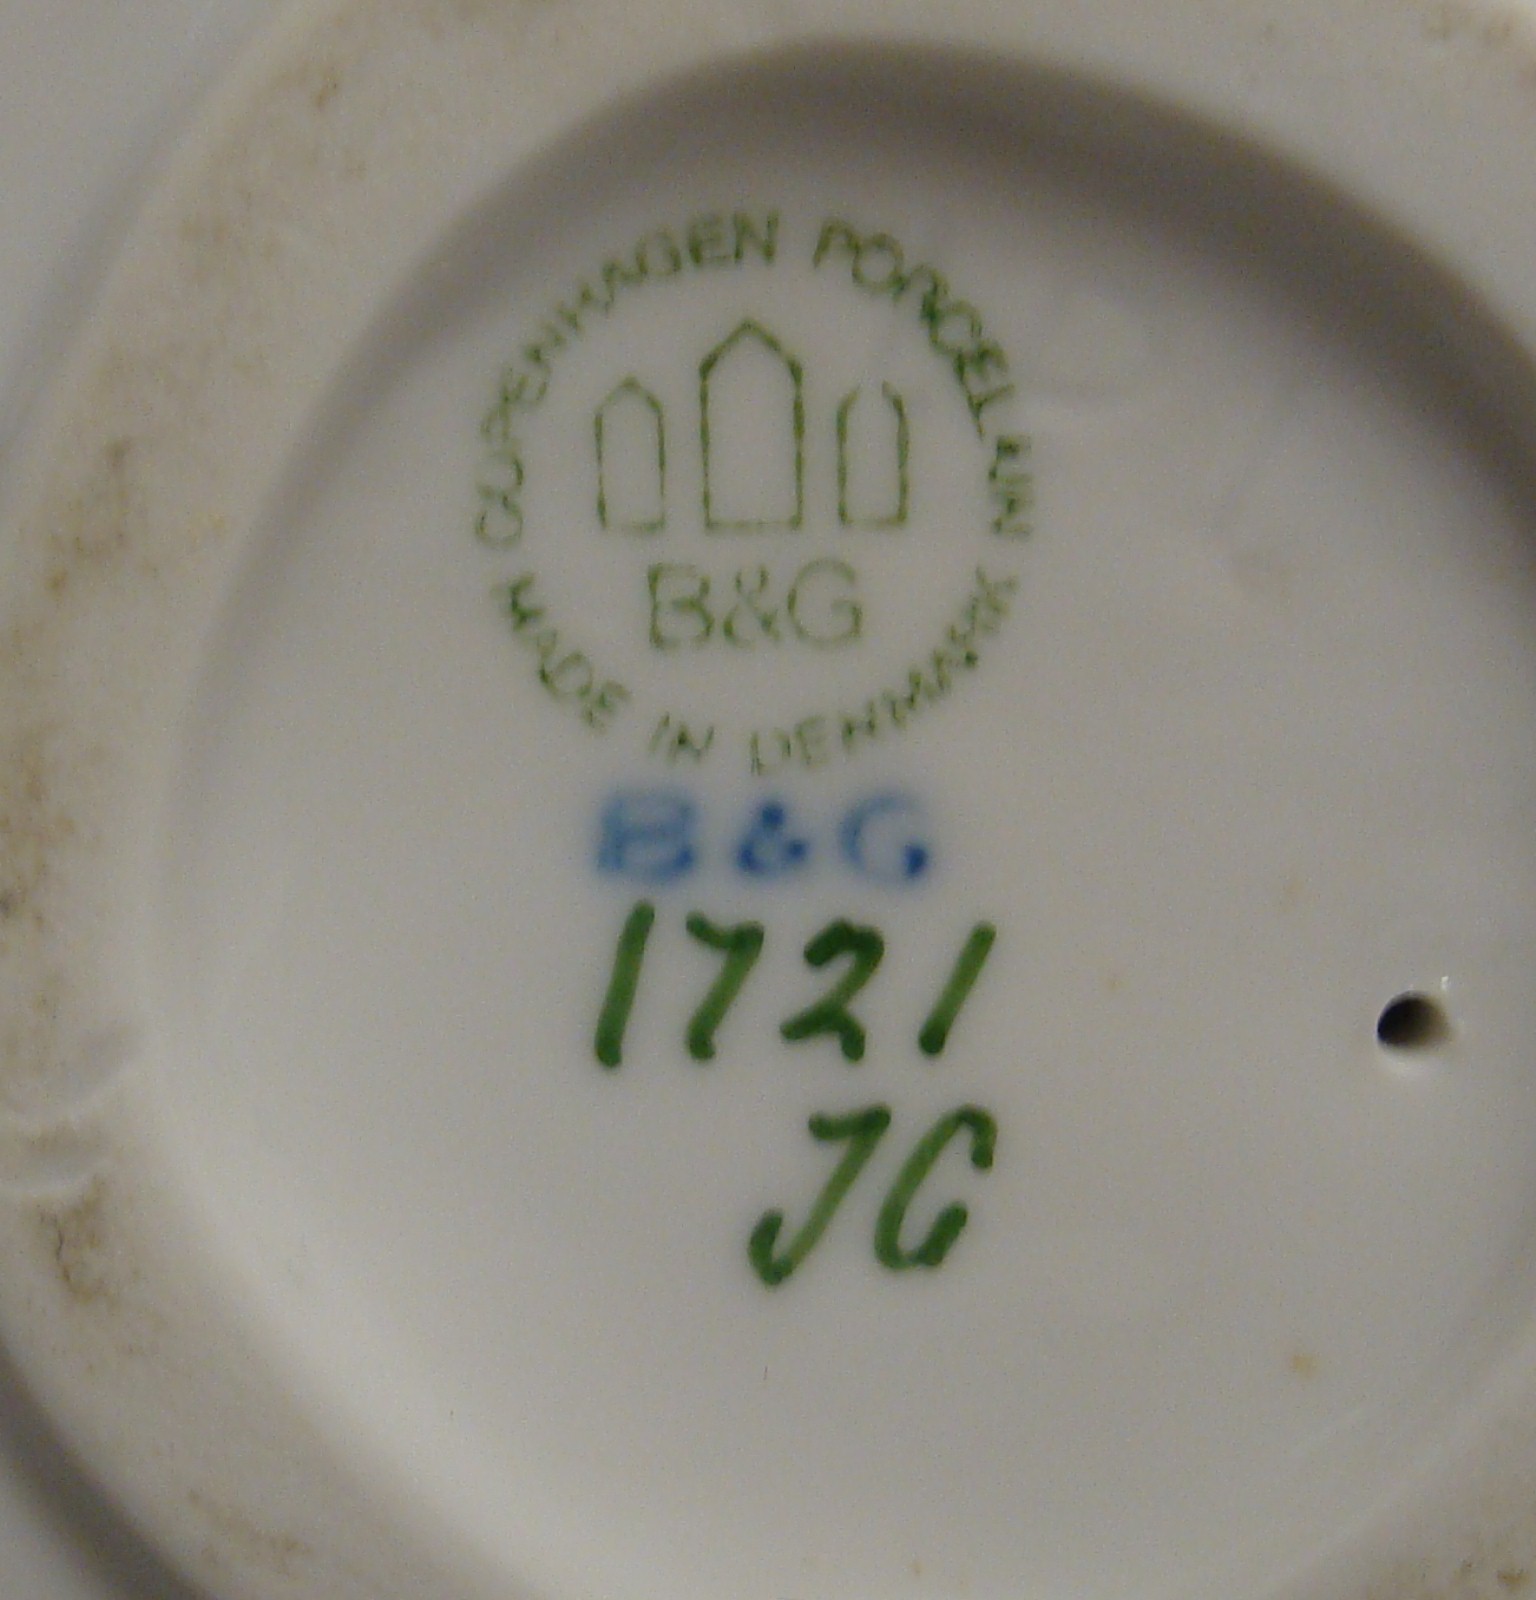 COPENHAGEN PORCELAIN
B&G
MADE IN DENMARK
B & G
1721
JG